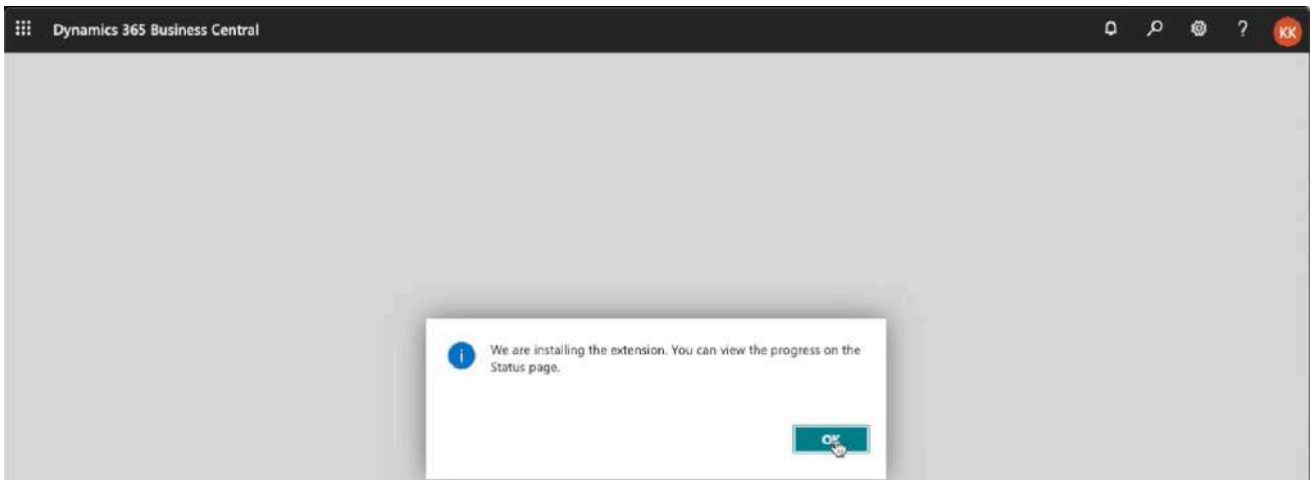 Dynamics 365 Business Central
?
KK
i
We are installing the extension. You can view the progress on the
Status page.
OK